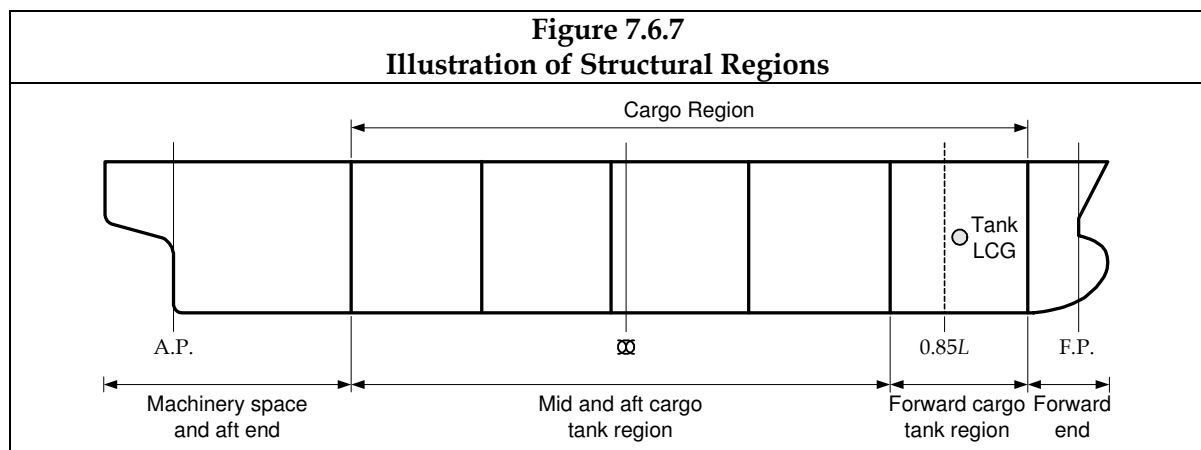 Figure 7.6.7
Illustration of Structural Regions
Cargo Region
Tank
LCG
A.P.
0.85L
F.P.
Machinery space
and aft end
Mid and aft cargo
tank region
Forward cargo
tank region
Forward
end